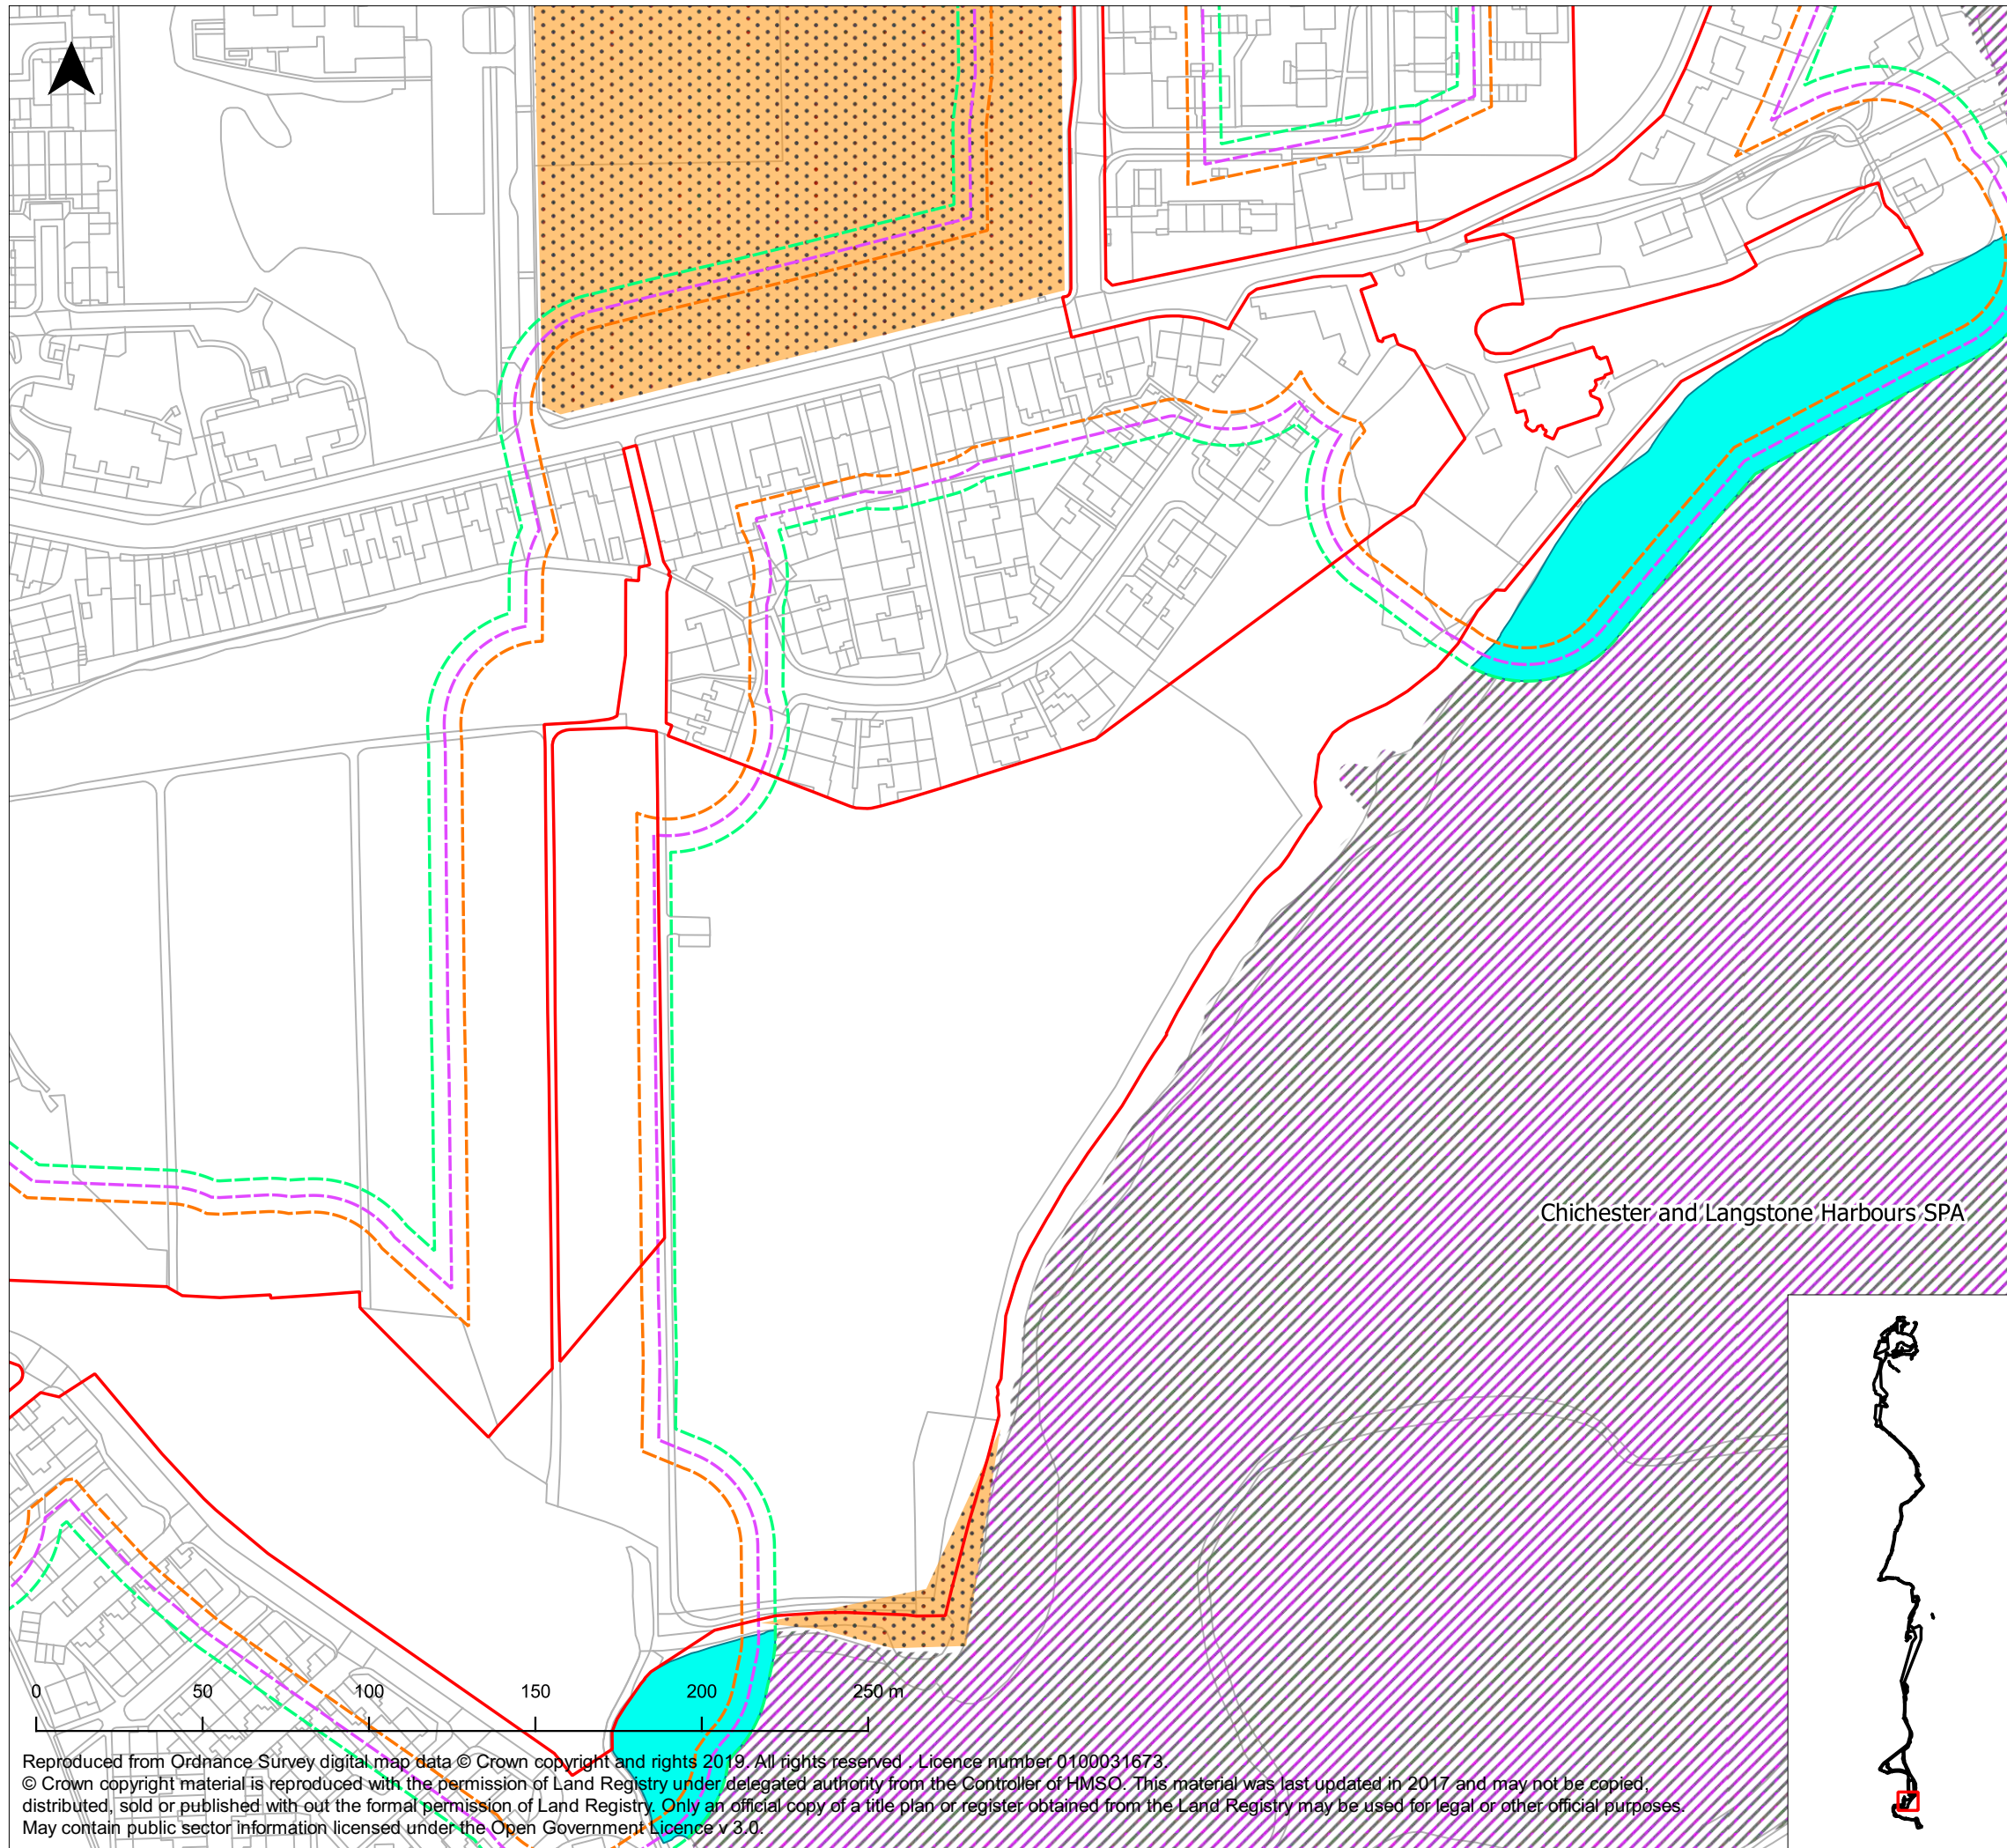 Chichester and Langstone Harbours SPA
0 50 100 150 200 250 m
Reproduced from Ordnance Survey digital map data © Crown copyright and rights 2019. All rights reserved . Licence number 0100031673.
© Crown copyright material is reproduced with the permission of Land Registry under delegated authority from the Controller of HMSO. This material was last updated in 2017 and may not be copied,
distributed, sold or published with out the formal permission of Land Registry. Only an official copy of a title plan or register obtained from the Land Registry may be used for legal or other official purposes.
May contain public sector information licensed under the Open Government Licence v 3.0.